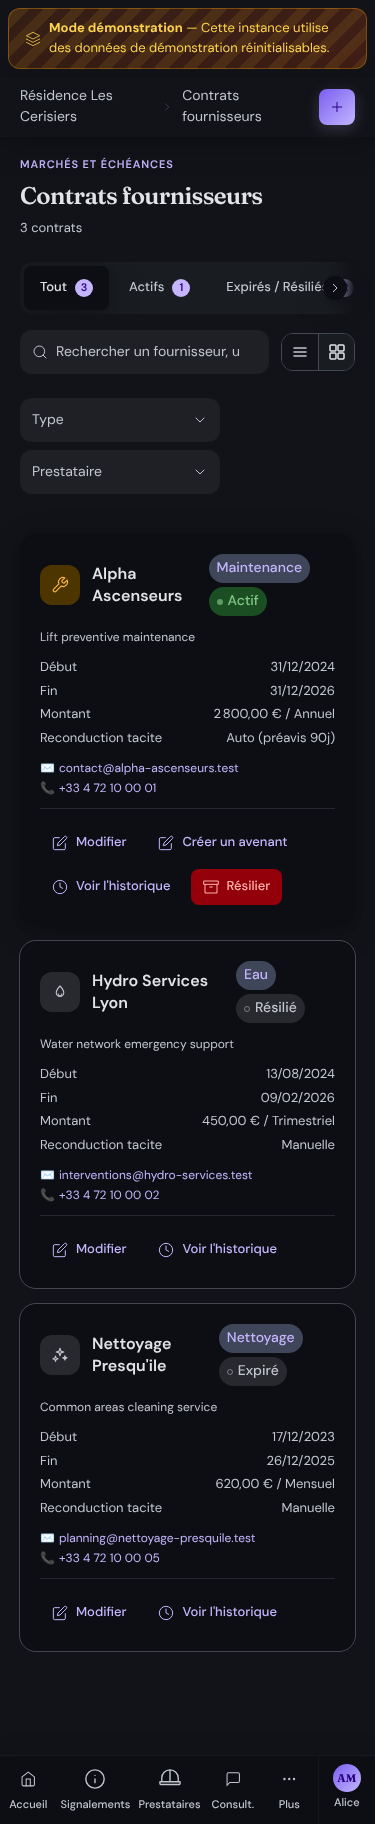 Mode démonstration — Cette instance utilise
des données de démonstration réinitialisables.
Résidence Les
Cerisiers
Contrats
fournisseurs
MARCHÉS ET ÉCHÉANCES
Contrats fournisseurs
3 contrats
Tout 3
Actifs 1
Expirés / Résiliés
Rechercher un fournisseur, u
Type
Prestataire
Alpha
Ascenseurs
Maintenance
Actif
Lift preventive maintenance
Début 31/12/2024
Fin 31/12/2026
Montant 2 800,00 € / Annuel
Reconduction tacite Auto (préavis 90j)
contact@alpha-ascenseurs.test
+33 4 72 10 00 01
Modifier
Créer un avenant
Voir l'historique
Résilier
Hydro Services
Lyon
Eau
Résilié
Water network emergency support
Début 13/08/2024
Fin 09/02/2026
Montant 450,00 € / Trimestriel
Reconduction tacite Manuelle
interventions@hydro-services.test
+33 4 72 10 00 02
Modifier
Voir l'historique
Nettoyage
Presqu'ile
Nettoyage
Expiré
Common areas cleaning service
Début 17/12/2023
Fin 26/12/2025
Montant 620,00 € / Mensuel
Reconduction tacite Manuelle
planning@nettoyage-presquile.test
+33 4 72 10 00 05
Modifier
Voir l'historique
Accueil
Signalements
Prestataires
Consult.
Plus
AM
Alice